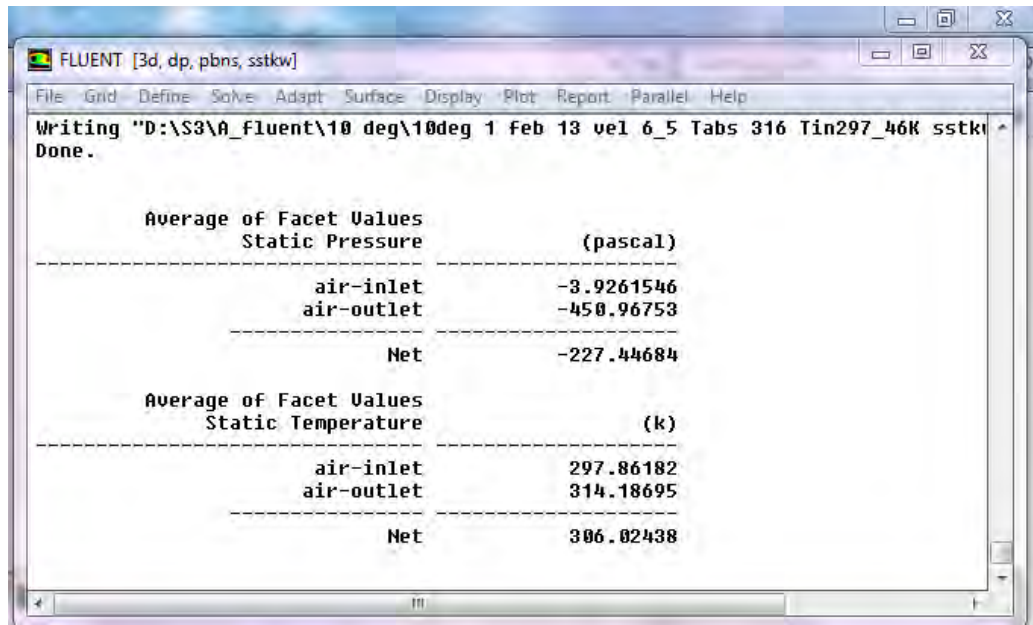 FLUENT [3d, dp, pbns, sstkw]
File Grid Define Solve Adapt Surface Display Plot Report Parallel Help
Writing "D:\S3\A_fluent\10 deg\10deg 1 feb 13 vel 6_5 Tabs 316 Tin297_46K sstk
Done.
Average of Facet Values
Static Pressure (pascal)
-------------------------------- --------------------
air-inlet -3.9261546
air-outlet -450.96753
---------------- --------------------
Net -227.44684
Average of Facet Values
Static Temperature (k)
-------------------------------- --------------------
air-inlet 297.86182
air-outlet 314.18695
---------------- --------------------
Net 306.02438